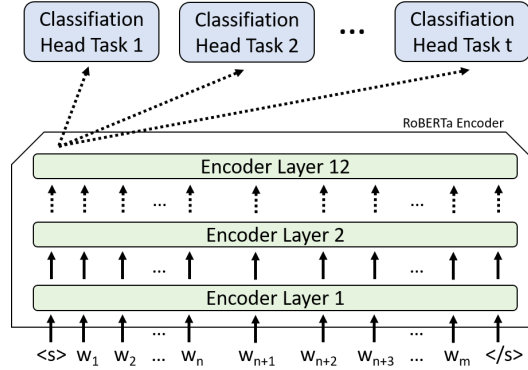 Classifiation Head Task 1
Classifiation Head Task 2
...
Classifiation Head Task t
RoBERTa Encoder
Encoder Layer 12
...
...
Encoder Layer 2
...
...
Encoder Layer 1
...
...
<s> w1 w2 ... wn wn+1 wn+2 wn+3 ... wm </s>